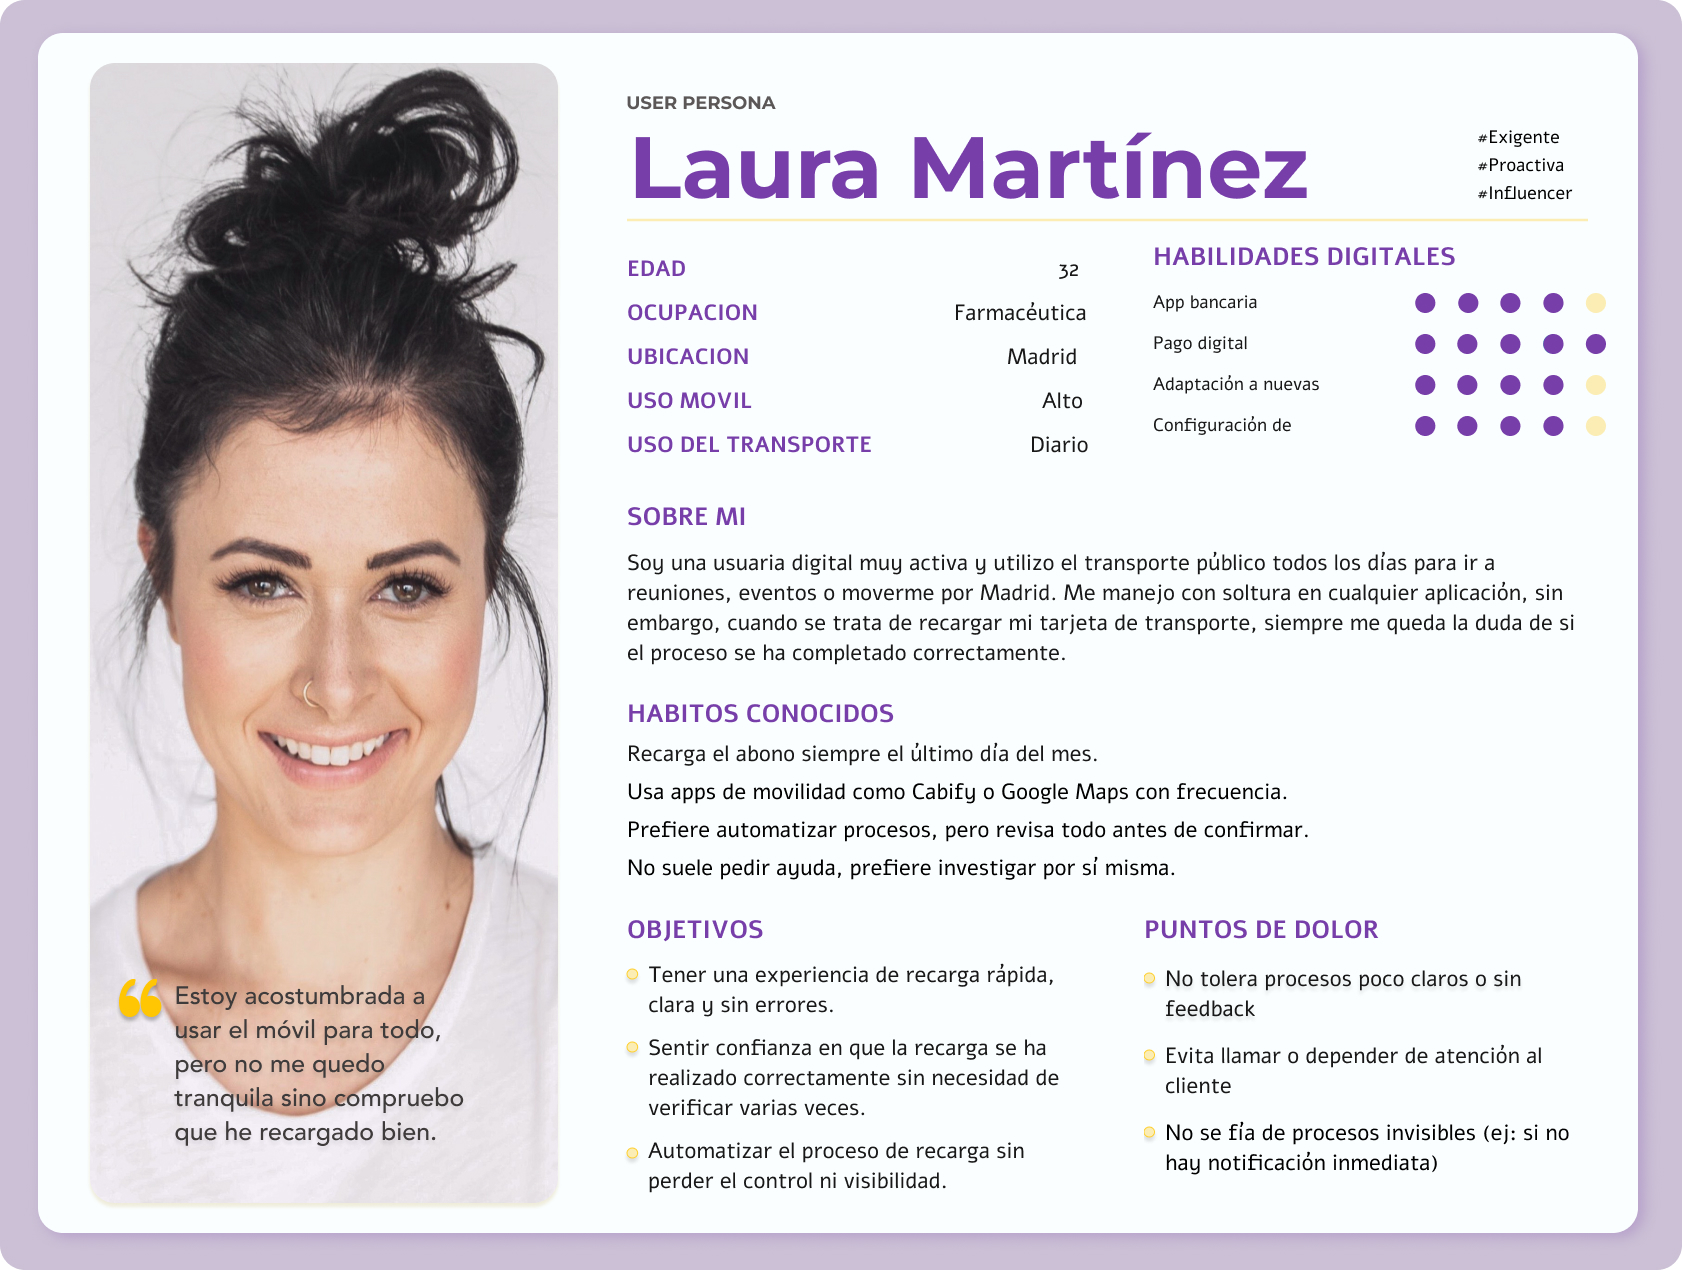 USER PERSONA
Laura Martínez
#Exigente
#Proactiva
#Influencer
EDAD 32
OCUPACION Farmacéutica
UBICACION Madrid
USO MOVIL Alto
USO DEL TRANSPORTE Diario
HABILIDADES DIGITALES
App bancaria
Pago digital
Adaptación a nuevas
Configuración de
SOBRE MI
Soy una usuaria digital muy activa y utilizo el transporte público todos los días para ir a
reuniones, eventos o moverme por Madrid. Me manejo con soltura en cualquier aplicación, sin
embargo, cuando se trata de recargar mi tarjeta de transporte, siempre me queda la duda de si
el proceso se ha completado correctamente.
HABITOS CONOCIDOS
Recarga el abono siempre el último día del mes.
Usa apps de movilidad como Cabify o Google Maps con frecuencia.
Prefiere automatizar procesos, pero revisa todo antes de confirmar.
No suele pedir ayuda, prefiere investigar por sí misma.
OBJETIVOS
Tener una experiencia de recarga rápida,
clara y sin errores.
Sentir confianza en que la recarga se ha
realizado correctamente sin necesidad de
verificar varias veces.
Automatizar el proceso de recarga sin
perder el control ni visibilidad.
PUNTOS DE DOLOR
No tolera procesos poco claros o sin
feedback
Evita llamar o depender de atención al
cliente
No se fía de procesos invisibles (ej: si no
hay notificación inmediata)
“Estoy acostumbrada a
usar el móvil para todo,
pero no me quedo
tranquila sino compruebo
que he recargado bien.